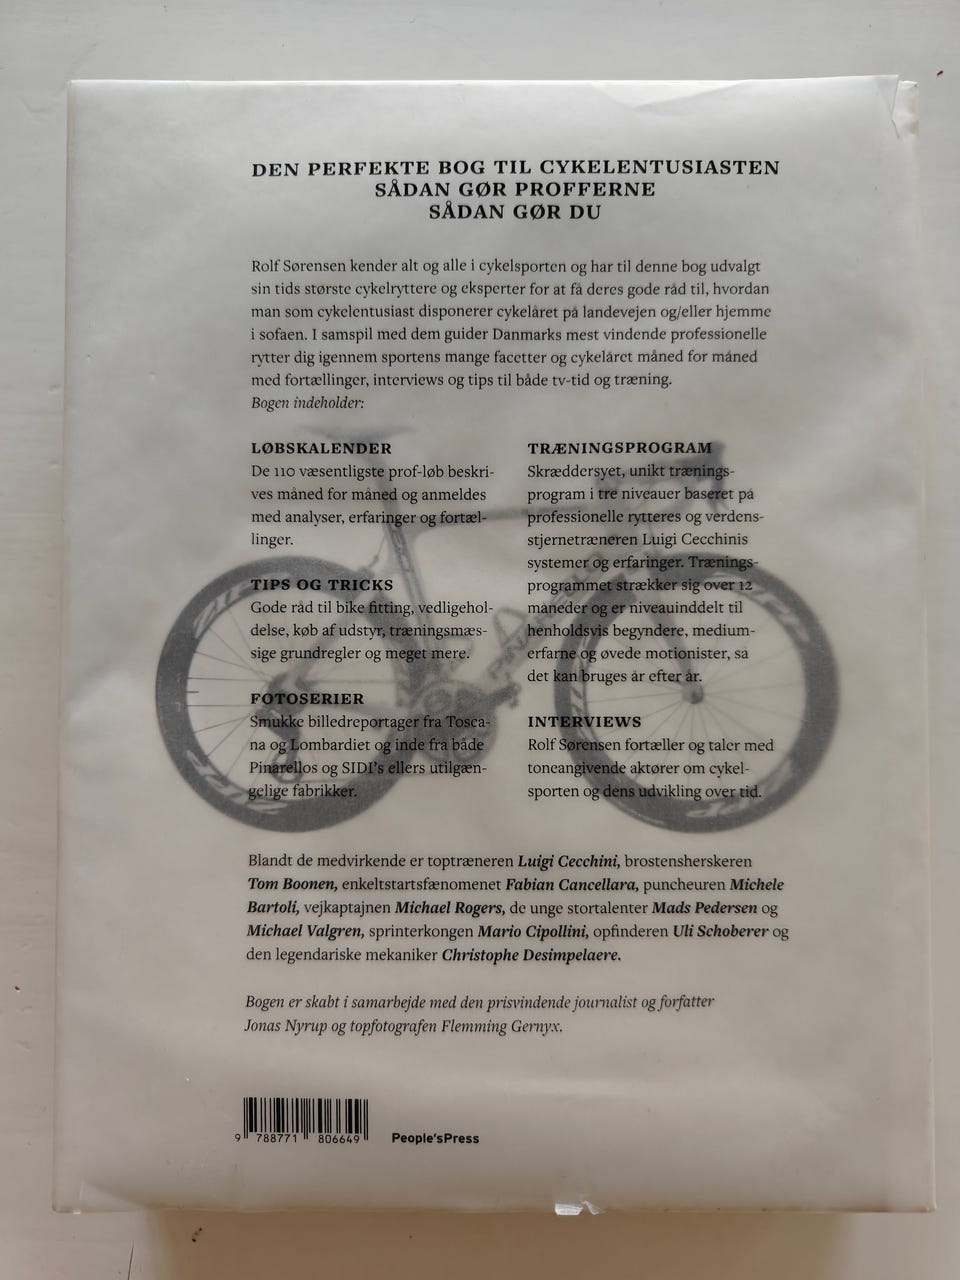 DEN PERFEKTE BOG TIL CYKELENTUSIASTEN
SÅDAN GØR PROFFERNE
SÅDAN GØR DU
Rolf Sørensen kender alt og alle i cykelsporten og har til denne bog udvalgt
sin tids største cykelryttere og eksperter for at få deres gode råd til, hvordan
man som cykelentusiast disponerer cykelåret på landevejen og/eller hjemme
i sofaen. I samspil med dem guider Danmarks mest vindende professionelle
rytter dig igennem sportens mange facetter og cykelåret måned for måned
med fortællinger, interviews og tips til både tv-tid og træning.
Bogen indeholder:
LØBSKALENDER
De 110 væsentligste prof-løb beskri-
ves måned for måned og anmeldes
med analyser, erfaringer og fortæl-
linger.
TIPS OG TRICKS
Gode råd til bike fitting, vedligehol-
delse, køb af udstyr, træningsmæs-
sige grundregler og meget mere.
FOTOSERIER
Smukke billedreportager fra Tosca-
na og Lombardiet og inde fra både
Pinarellos og SIDI's ellers utilgæn-
gelige fabrikker.
TRÆNINGSPROGRAM
Skræddersyet, unikt trænings-
program i tre niveauer baseret på
professionelle rytteres og verdens-
stjernetræneren Luigi Cecchinis
systemer og erfaringer. Trænings-
programmet strækker sig over 12
måneder og er niveauinddelt til
henholdsvis begyndere, medium-
erfarne og øvede motionister, så
det kan bruges år efter år.
INTERVIEWS
Rolf Sørensen fortæller og taler med
toneangivende aktører om cykel-
sporten og dens udvikling over tid.
Blandt de medvirkende er toptræneren Luigi Cecchini, brostensherskeren
Tom Boonen, enkeltstartsfænomenet Fabian Cancellara, puncheuren Michele
Bartoli, vejkaptajnen Michael Rogers, de unge stortalenter Mads Pedersen og
Michael Valgren, sprinterkongen Mario Cipollini, opfinderen Uli Schoberer og
den legendariske mekaniker Christophe Desimpelaere.
Bogen er skabt i samarbejde med den prisvindende journalist og forfatter
Jonas Nyrup og topfotografen Flemming Gernyx.
9 788771 806649
People'sPress